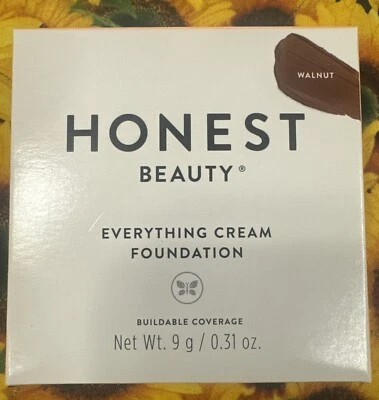 WALNUT
HONEST
BEAUTY®
EVERYTHING CREAM
FOUNDATION
BUILDABLE COVERAGE
Net Wt. 9 g / 0.31 oz.